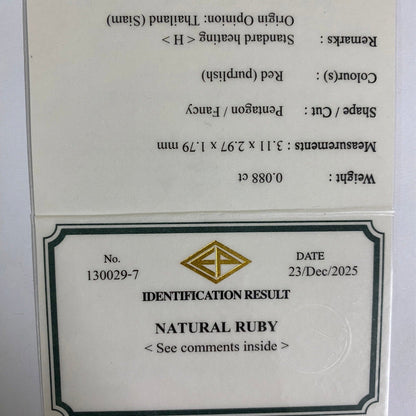 Weight : 0.088 ct
Measurements : 3.11 x 2.97 x 1.79 mm
Shape / Cut : Pentagon / Fancy
Colour(s) : Red (purplish)
Remarks : Standard heating < H >
Origin Opinion: Thailand (Siam)
No.
130029-7
EP
DATE
23/Dec/2025
IDENTIFICATION RESULT
NATURAL RUBY
< See comments inside >